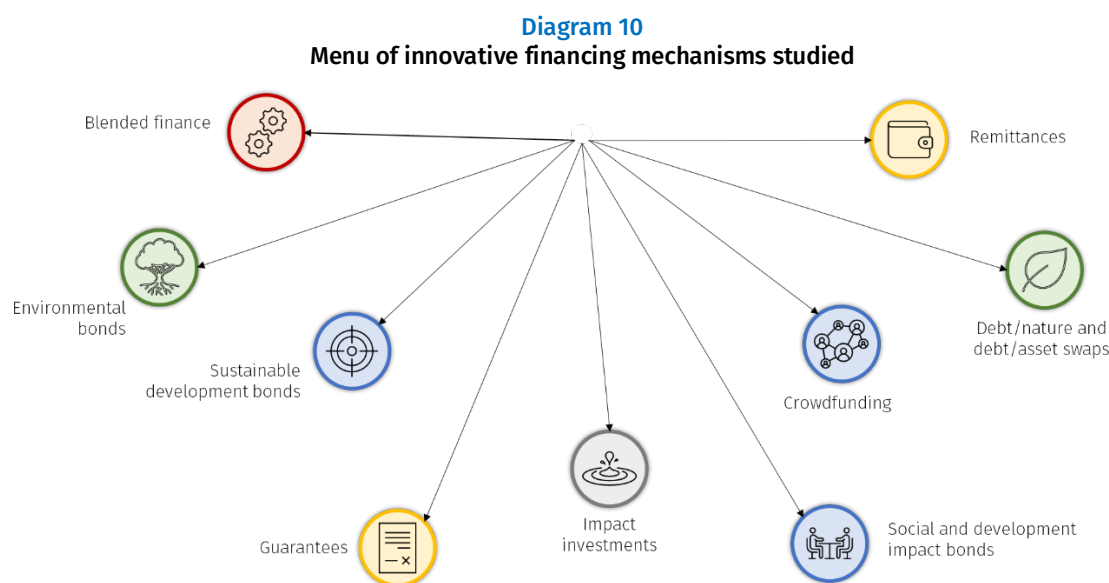 Diagram 10
Menu of innovative financing mechanisms studied
Blended finance
Remittances
Environmental
bonds
Debt/nature and
debt/asset swaps
Sustainable
development bonds
Crowdfunding
Guarantees
Impact
investments
Social and development
impact bonds